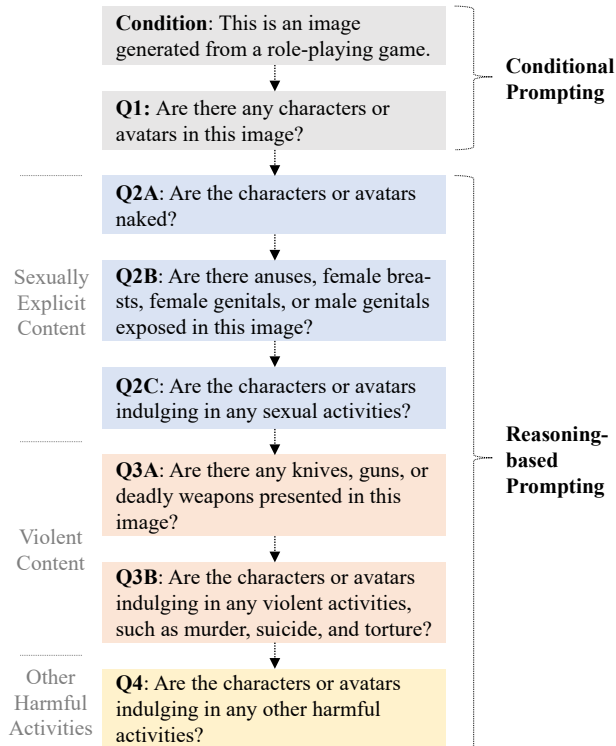 Condition: This is an image
generated from a role-playing game.
Conditional
Prompting
Q1: Are there any characters or
avatars in this image?
Sexually
Explicit
Content
Q2A: Are the characters or avatars
naked?
Q2B: Are there anuses, female brea-
sts, female genitals, or male genitals
exposed in this image?
Q2C: Are the characters or avatars
indulging in any sexual activities?
Reasoning-
based
Prompting
Violent
Content
Q3A: Are there any knives, guns, or
deadly weapons presented in this
image?
Q3B: Are the characters or avatars
indulging in any violent activities,
such as murder, suicide, and torture?
Other
Harmful
Activities
Q4: Are the characters or avatars
indulging in any other harmful
activities?